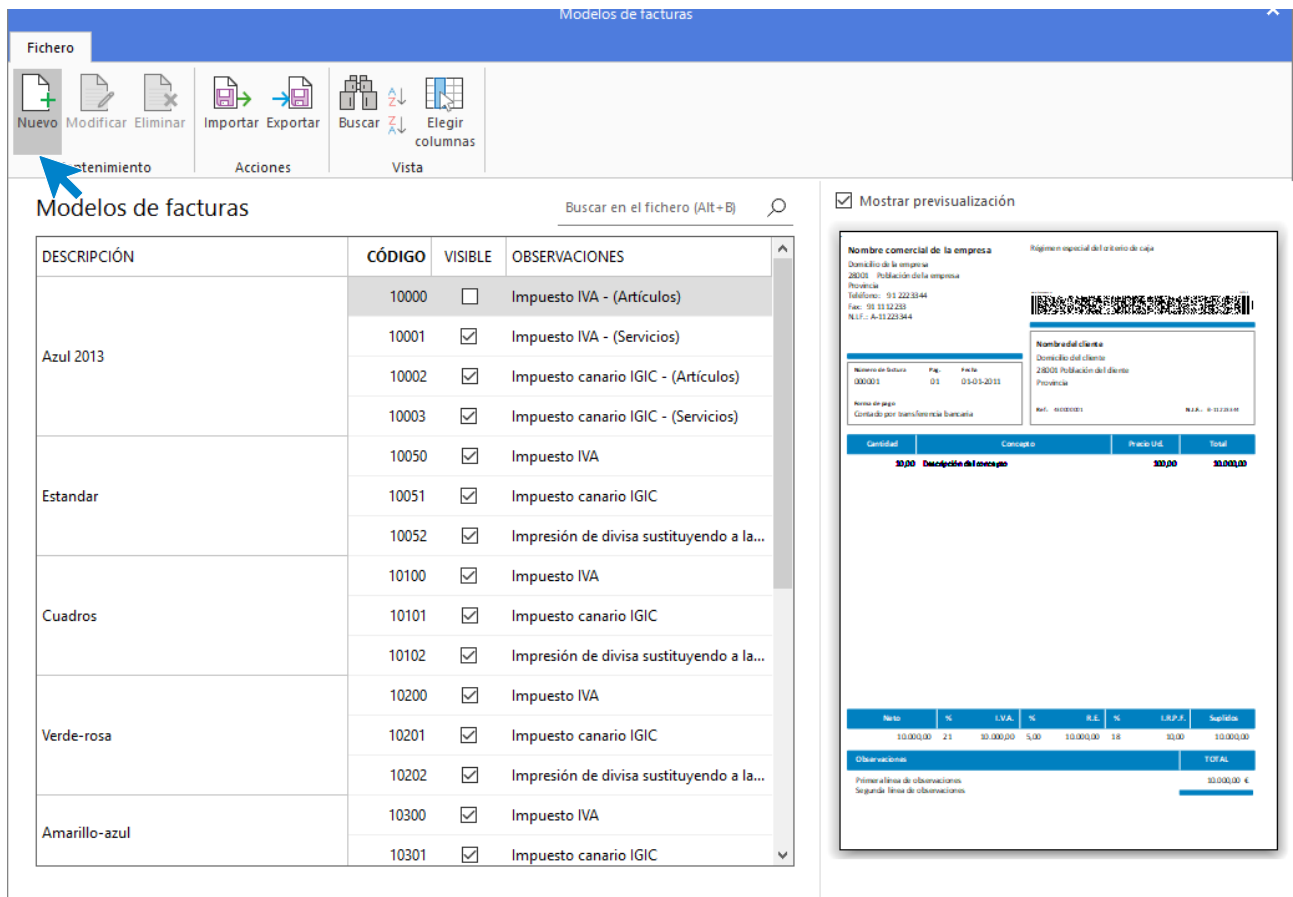 Modelos de facturas
Fichero
Nuevo Modificar Eliminar Importar Exportar Buscar Elegir columnas
Acciones Vista
Modelos de facturas
Buscar en el fichero (Alt+B)
Mostrar previsualización
DESCRIPCIÓN CÓDIGO VISIBLE OBSERVACIONES
Azul 2013
10000 Impuesto IVA - (Artículos)
10001 Impuesto IVA - (Servicios)
10002 Impuesto canario IGIC - (Artículos)
10003 Impuesto canario IGIC - (Servicios)
Estandar
10050 Impuesto IVA
10051 Impuesto canario IGIC
10052 Impresión de divisa sustituyendo a la...
Cuadros
10100 Impuesto IVA
10101 Impuesto canario IGIC
10102 Impresión de divisa sustituyendo a la...
Verde-rosa
10200 Impuesto IVA
10201 Impuesto canario IGIC
10202 Impresión de divisa sustituyendo a la...
Amarillo-azul
10300 Impuesto IVA
10301 Impuesto canario IGIC
Nombre comercial de la empresa
Régimen especial del criterio de caja
Domicilio de la empresa
28001 Población de la empresa
Provincia
Teléfono: 91 2223344
Fax: 91 1112233
N.I.F.: A-11223344
Nombre del cliente
Domicilio del cliente
28001 Población del cliente
Provincia
Número de factura Pag. Fecha
000001 01 01-01-2011
Forma de pago
Contado por transferencia bancaria
Cantidad Concepto Precio Ud. Total
10,00 Descripción del concepto 100,00 10.000,00
Neto % I.V.A. % R.E. % I.R.P.F. Suplidos
10.000,00 21 10.000,00 5,00 10.000,00 18 10,00 10.000,00
Observaciones TOTAL
Primera línea de observaciones 10.000,00 €
Segunda línea de observaciones